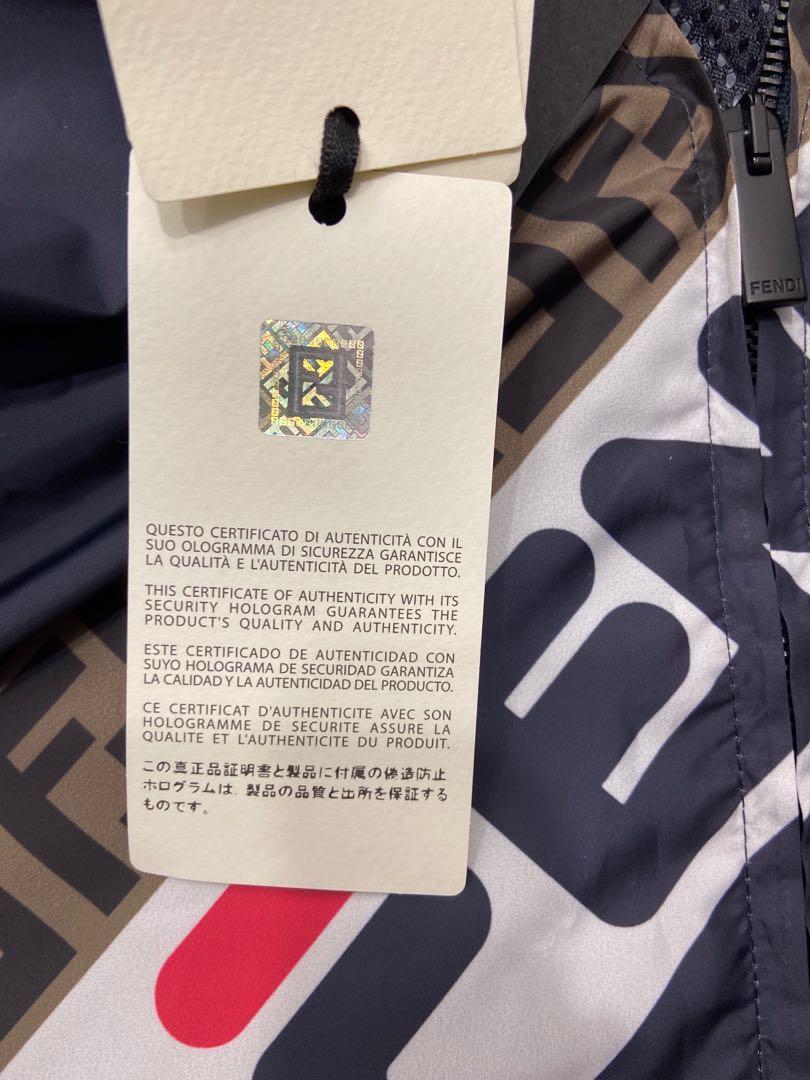 FENDI
QUESTO CERTIFICATO DI AUTENTICITÀ CON IL
SUO OLOGRAMMA DI SICUREZZA GARANTISCE
LA QUALITÀ E L'AUTENTICITÀ DEL PRODOTTO.
THIS CERTIFICATE OF AUTHENTICITY WITH ITS
SECURITY HOLOGRAM GUARANTEES THE
PRODUCT'S QUALITY AND AUTHENTICITY.
ESTE CERTIFICADO DE AUTENTICIDAD CON
SUYO HOLOGRAMA DE SEGURIDAD GARANTIZA
LA CALIDAD Y LA AUTENTICIDAD DEL PRODUCTO.
CE CERTIFICAT D'AUTHENTICITE AVEC SON
HOLOGRAMME DE SECURITE ASSURE LA
QUALITE ET L'AUTHENTICITE DU PRODUIT.
この真正品証明書と製品に付属の偽造防止
ホログラムは、製品の品質と出所を保証する
ものです。